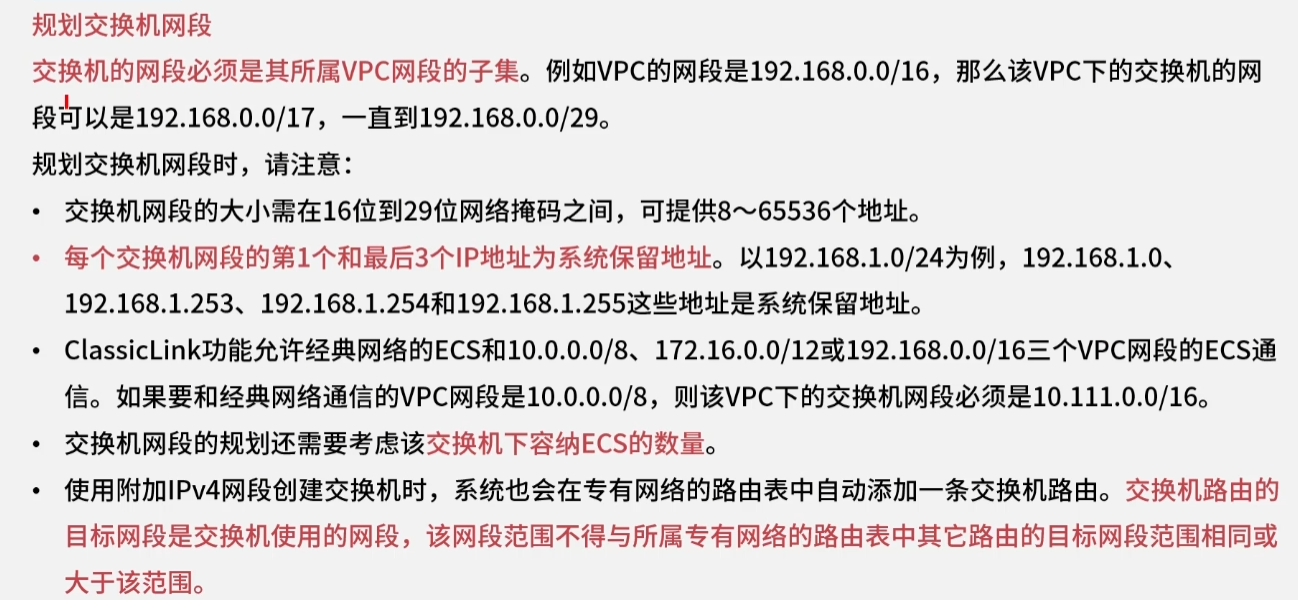 规划交换机网段
交换机的网段必须是其所属VPC网段的子集。例如VPC的网段是192.168.0.0/16，那么该VPC下的交换机的网
段可以是192.168.0.0/17，一直到192.168.0.0/29。
规划交换机网段时，请注意：
• 交换机网段的大小需在16位到29位网络掩码之间，可提供8～65536个地址。
• 每个交换机网段的第1个和最后3个IP地址为系统保留地址。以192.168.1.0/24为例，192.168.1.0、
192.168.1.253、192.168.1.254和192.168.1.255这些地址是系统保留地址。
• ClassicLink功能允许经典网络的ECS和10.0.0.0/8、172.16.0.0/12或192.168.0.0/16三个VPC网段的ECS通
信。如果要和经典网络通信的VPC网段是10.0.0.0/8，则该VPC下的交换机网段必须是10.111.0.0/16。
• 交换机网段的规划还需要考虑该交换机下容纳ECS的数量。
• 使用附加IPv4网段创建交换机时，系统也会在专有网络的路由表中自动添加一条交换机路由。交换机路由的
目标网段是交换机使用的网段，该网段范围不得与所属专有网络的路由表中其它路由的目标网段范围相同或
大于该范围。